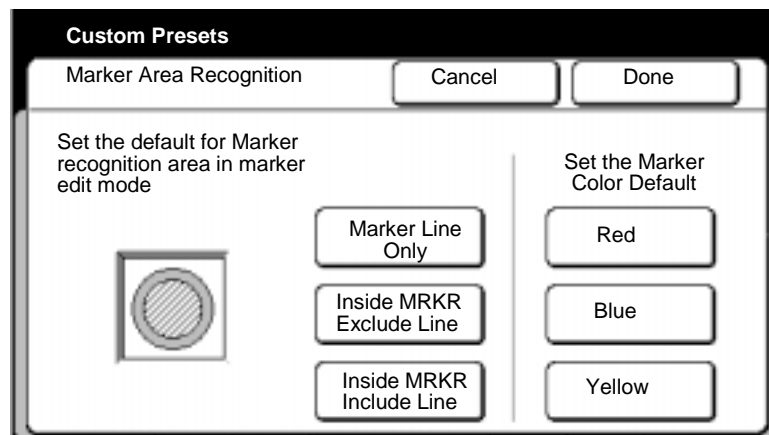 Custom Presets
Marker Area Recognition
Cancel
Done
Set the default for Marker
recognition area in marker
edit mode
Marker Line
Only
Inside MRKR
Exclude Line
Inside MRKR
Include Line
Set the Marker
Color Default
Red
Blue
Yellow